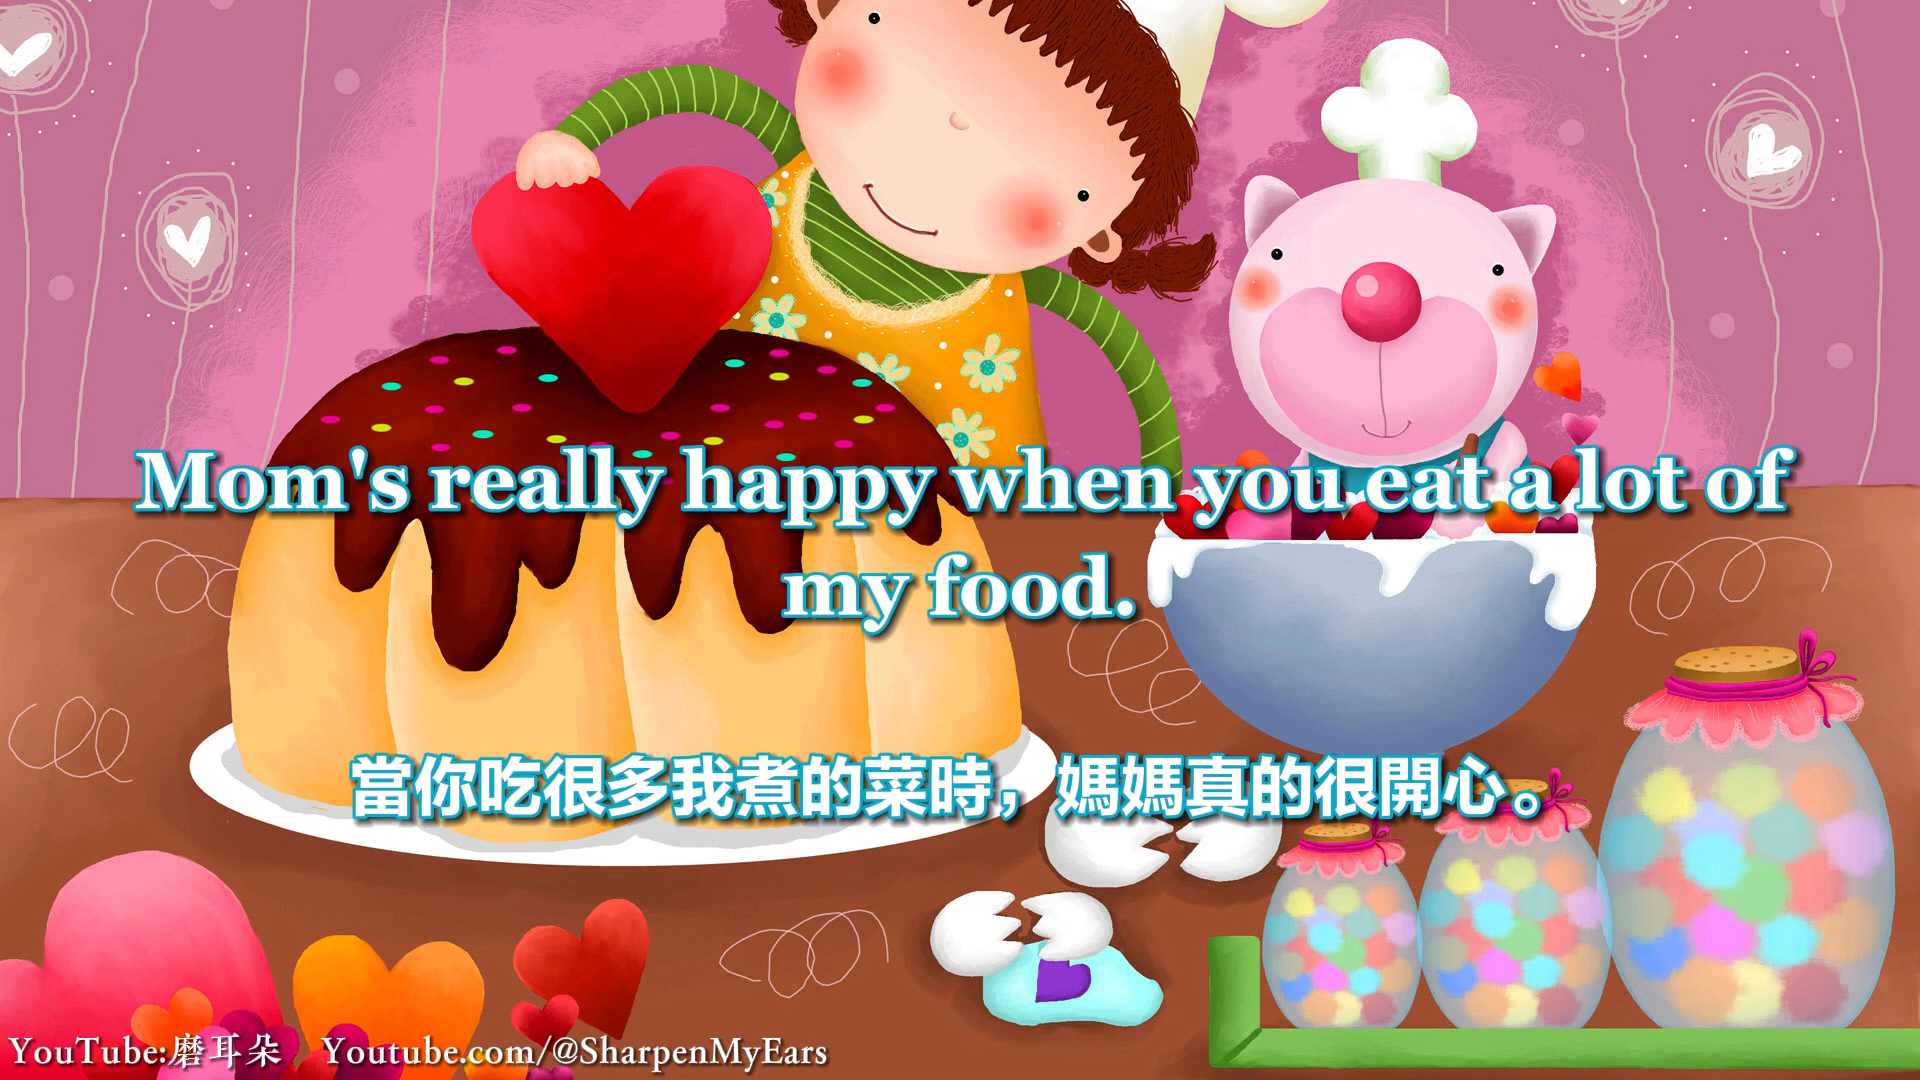 Mom's really happy when you eat a lot of
my food.
當你吃很多我煮的菜時，媽媽真的很開心。
YouTube:磨耳朵 Youtube.com/@SharpenMyEars